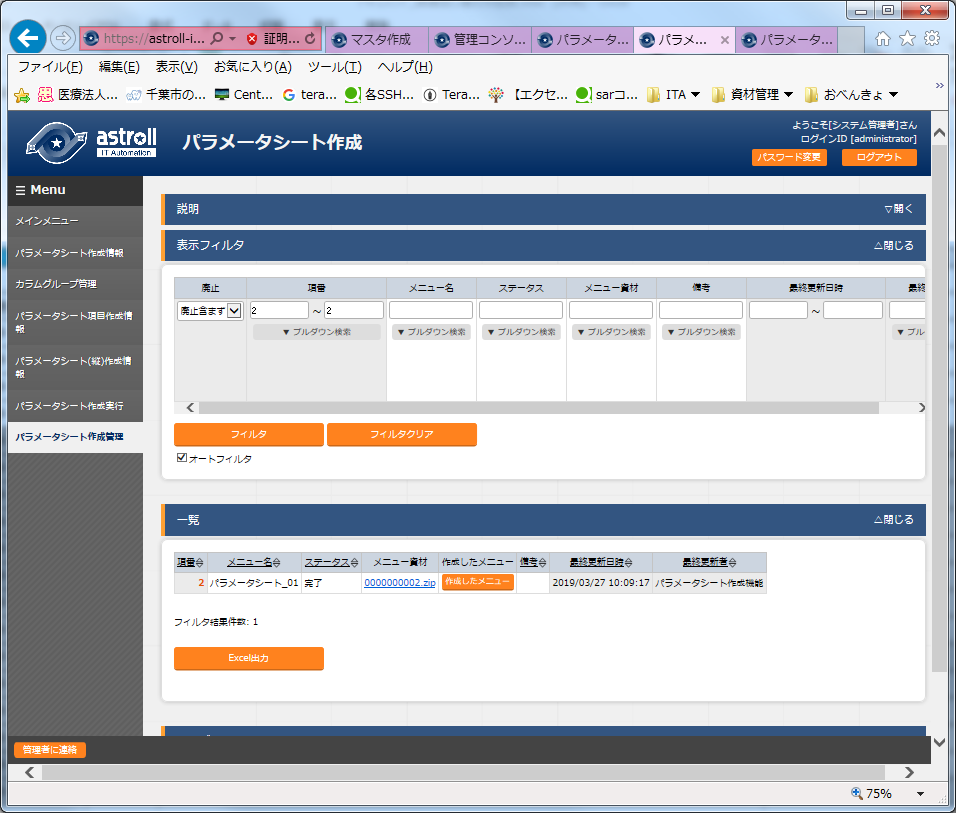 https://astroll-i... 証明... マスタ作成 管理コンソ... パラメータ... パラメ... パラメータ...
ファイル(F) 編集(E) 表示(V) お気に入り(A) ツール(T) ヘルプ(H)
医療法人... 千葉市の... Cent... tera... 各SSH... Tera... 【エクセ... sarコ... ITA 資材管理 おべんきょ
astroll
IT Automation
パラメータシート作成
ようこそ[システム管理者]さん
ログインID [administrator]
パスワード変更 ログアウト
☰ Menu
メインメニュー
パラメータシート作成情報
カラムグループ管理
パラメータシート項目作成情
報
パラメータシート(縦)作成情
報
パラメータシート作成実行
パラメータシート作成管理
説明 ▽開く
表示フィルタ △閉じる
廃止 項番 メニュー名 ステータス メニュー資材 備考 最終更新日時 最終
廃止含まず 2 ～ 2 ～
▼ プルダウン検索 ▼ プルダウン検索 ▼ プルダウン検索 ▼ プルダウン検索 ▼ プルダウン検索 ▼ プル
フィルタ フィルタクリア
オートフィルタ
一覧 △閉じる
項番 メニュー名 ステータス メニュー資材 作成したメニュー 備考 最終更新日時 最終更新者
2 パラメータシート_01 完了 0000000002.zip 作成したメニュー 2019/03/27 10:09:17 パラメータシート作成機能
フィルタ結果件数: 1
Excel出力
管理者に連絡
75%